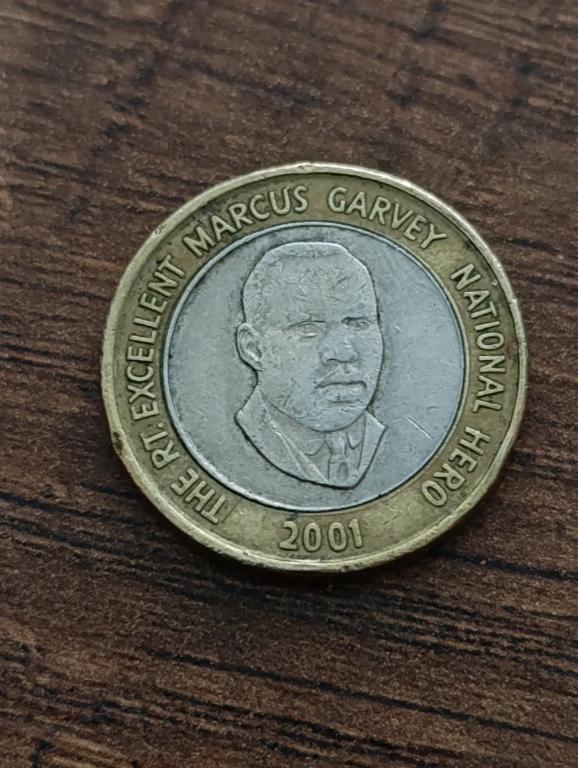 THE RT. EXCELLENT MARCUS GARVEY NATIONAL HERO
2001